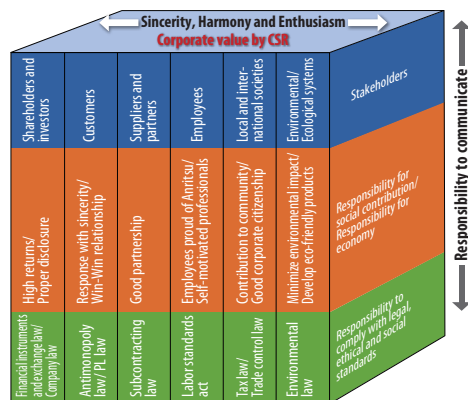 Sincerity, Harmony and Enthusiasm
Corporate value by CSR
Shareholders and
investors
Customers
Suppliers and
partners
Employees
Local and inter-
national societies
Environmental/
Ecological systems
Stakeholders
High returns/
Proper disclosure
Response with sincerity/
Win-Win relationship
Good partnership
Employees proud of Anritsu/
Self-motivated professionals
Contribution to community/
Good corporate citizenship
Minimize environmental impact/
Develop eco-friendly products
Responsibility for
social contribution/
Responsibility for
economy
Financial instruments
and exchange law/
Company law
Antimonopoly
law/ PL law
Subcontracting
law
Labor standards
act
Tax law/
Trade control law
Environmental
law
Responsibility to
comply with legal,
ethical and social
standards
Responsibility to communicate